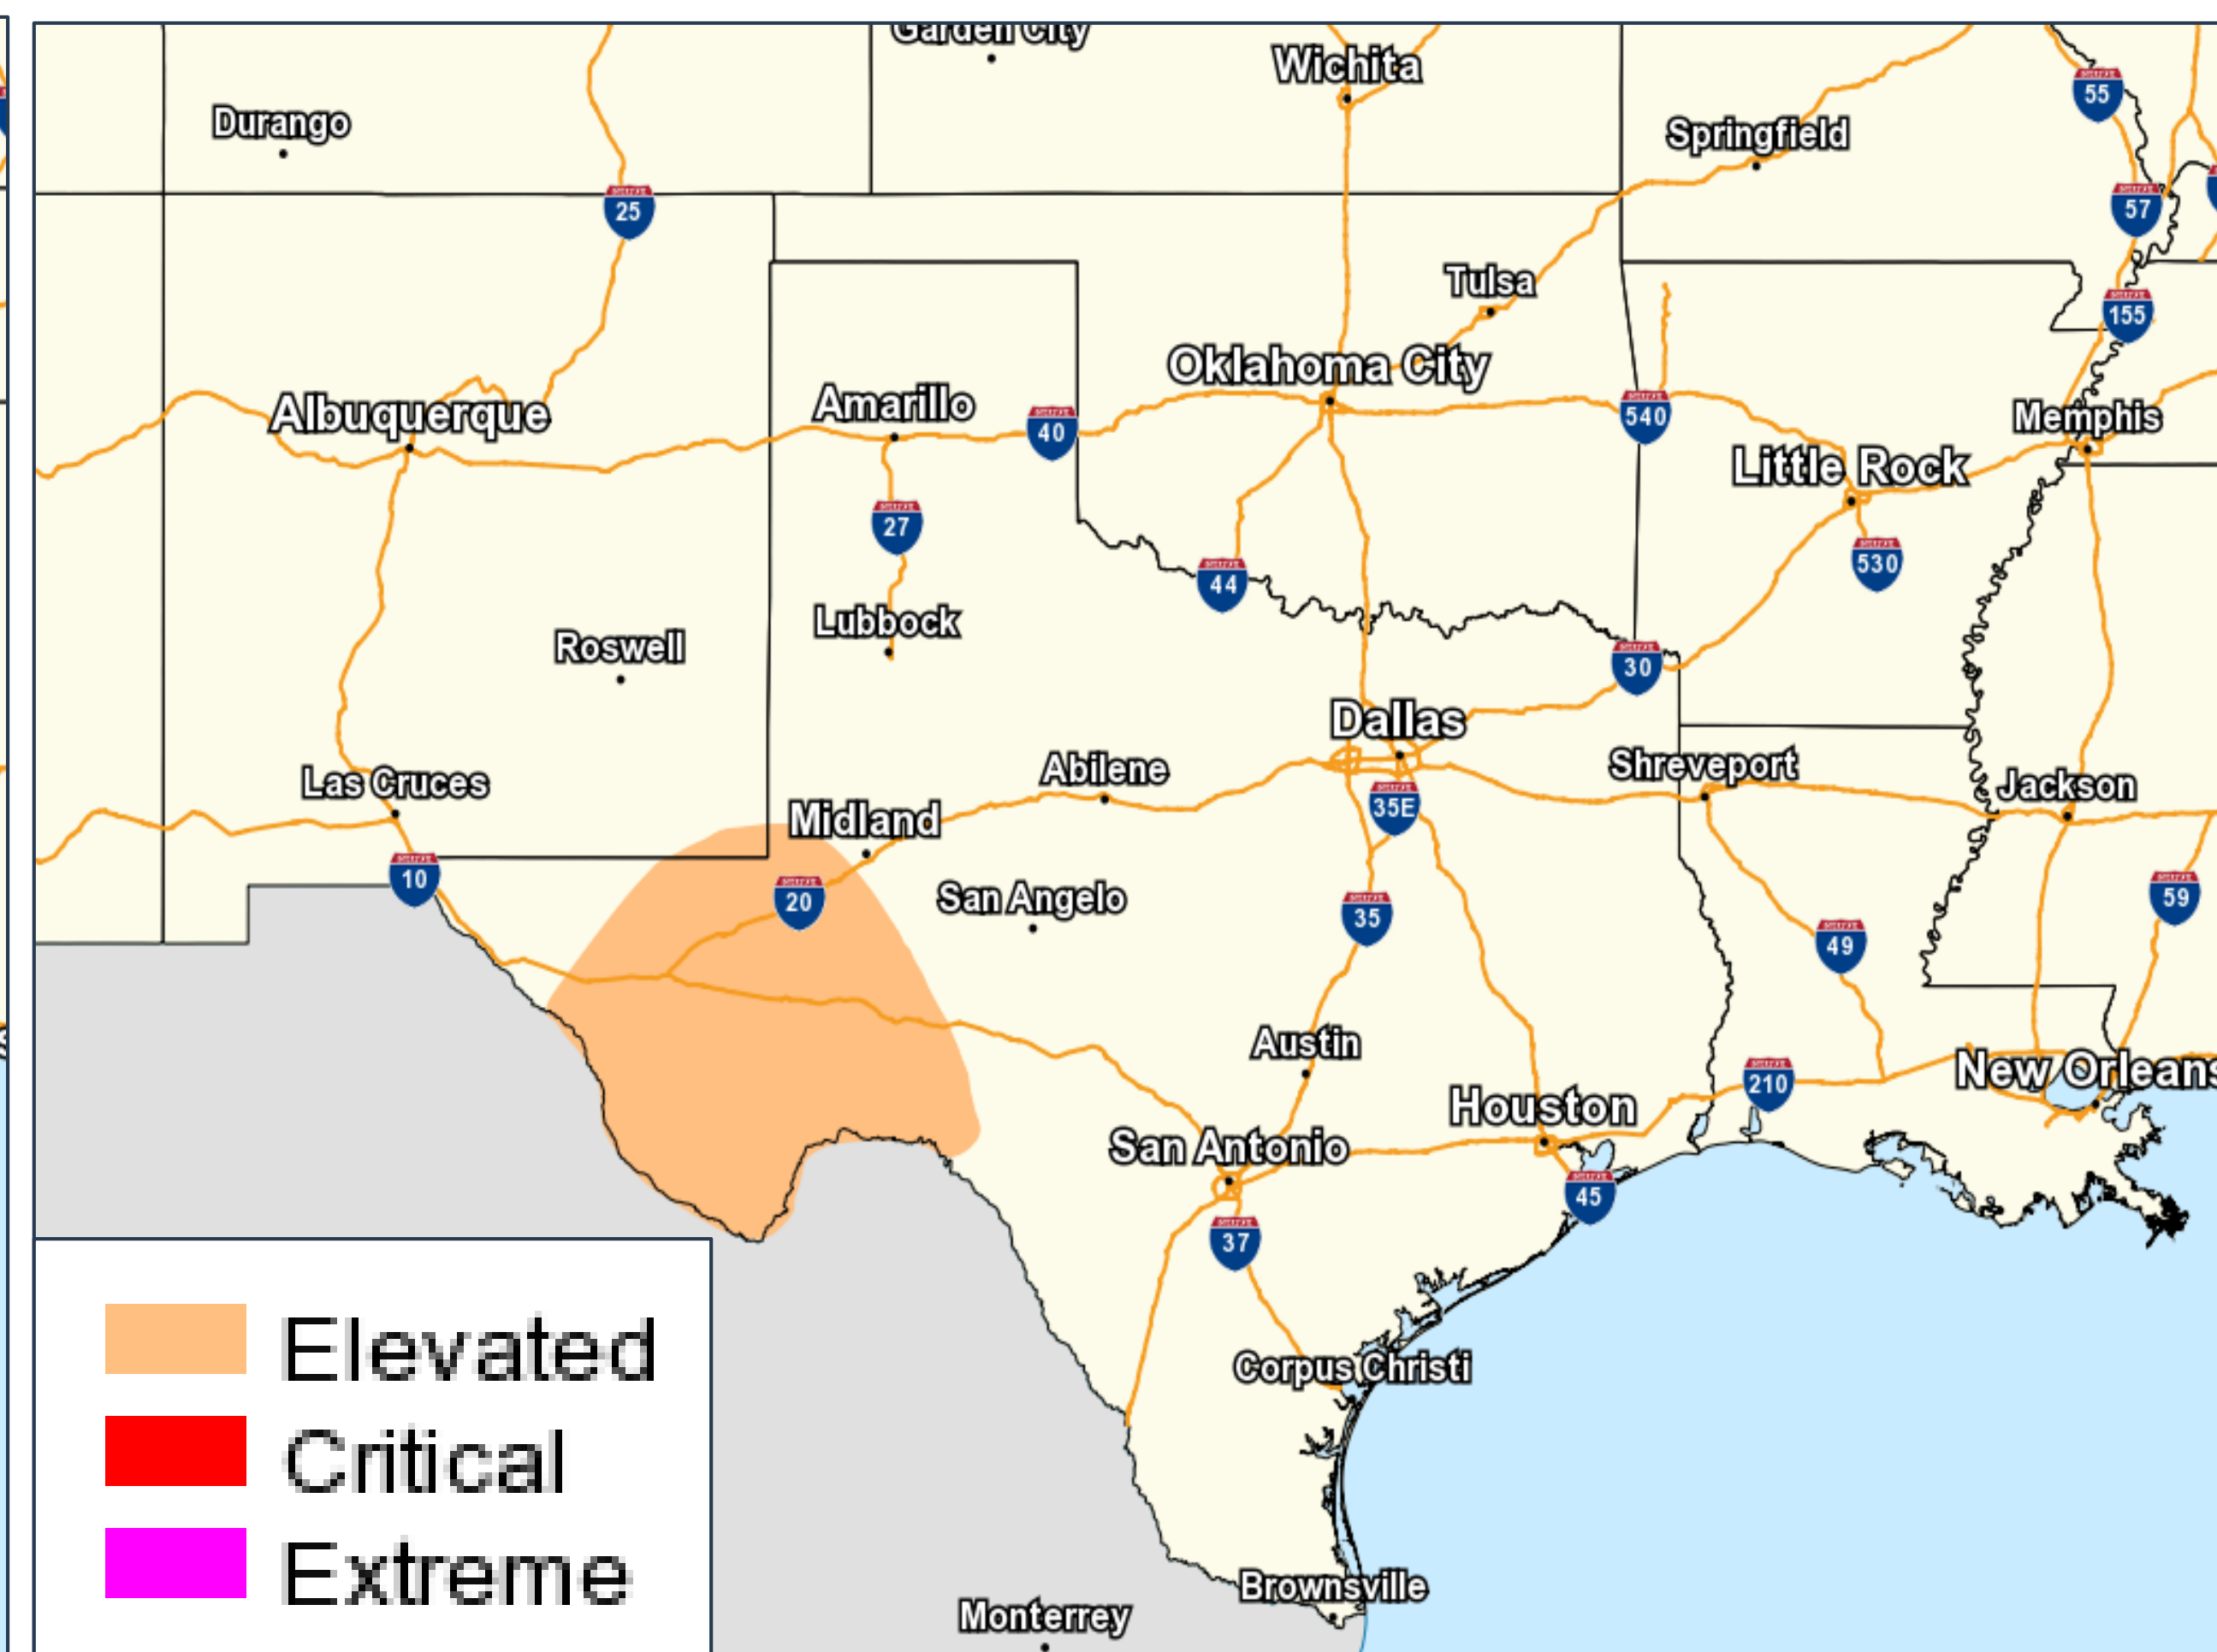 Garden City
Wichita
55
Durango
Springfield
25
57
Tulsa
155
Oklahoma City
Albuquerque
Amarillo
40
540
Memphis
Little Rock
27
530
44
Lubbock
Roswell
30
Dallas
Shreveport
Las Cruces
Abilene
Jackson
Midland
35E
10
20
San Angelo
35
59
49
Austin
New Orleans
210
Houston
San Antonio
45
37
Elevated
Corpus Christi
Critical
Extreme
Brownsville
Monterrey